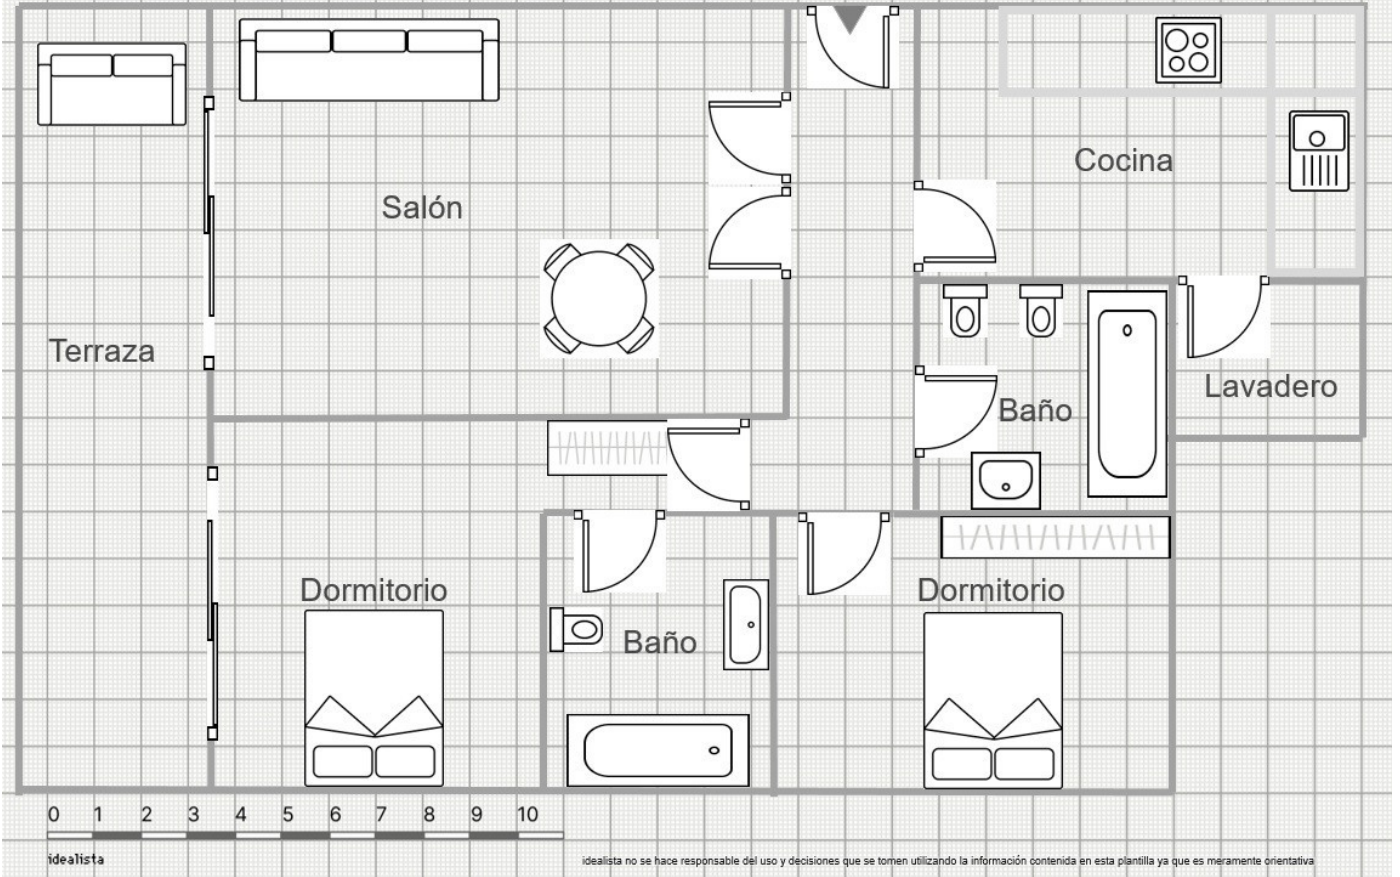 Cocina
Salón
Terraza
Lavadero
Baño
Dormitorio
Dormitorio
Baño
0 1 2 3 4 5 6 7 8 9 10
idealista
idealista no se hace responsable del uso y decisiones que se tomen utilizando la información contenida en esta plantilla ya que es meramente orientativa